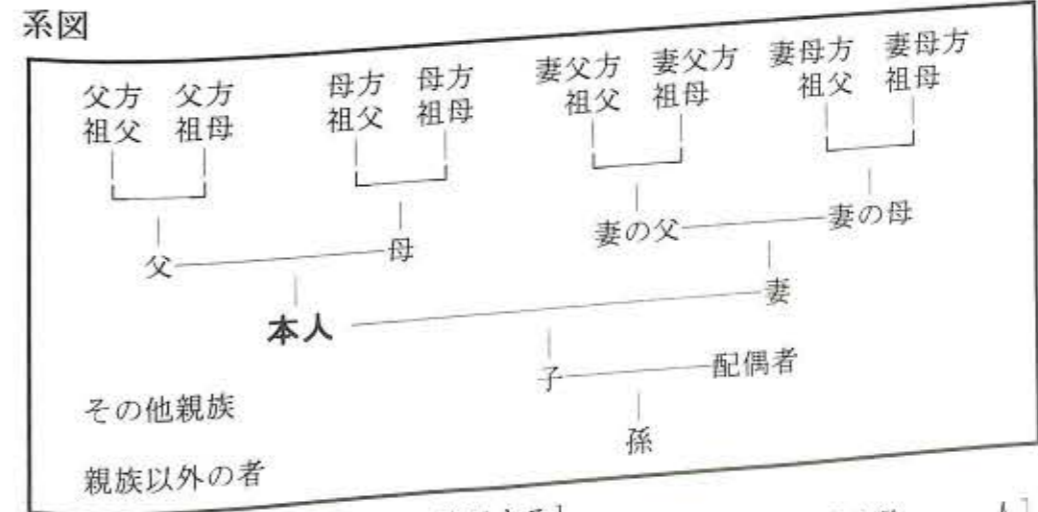 系図
父方 父方 母方 母方 妻父方 妻父方 妻母方 妻母方
祖父 祖母 祖父 祖母 祖父 祖母 祖父 祖母
父 母 妻の父 妻の母
本人 妻
子 配偶者
その他親族
孫
親族以外の者